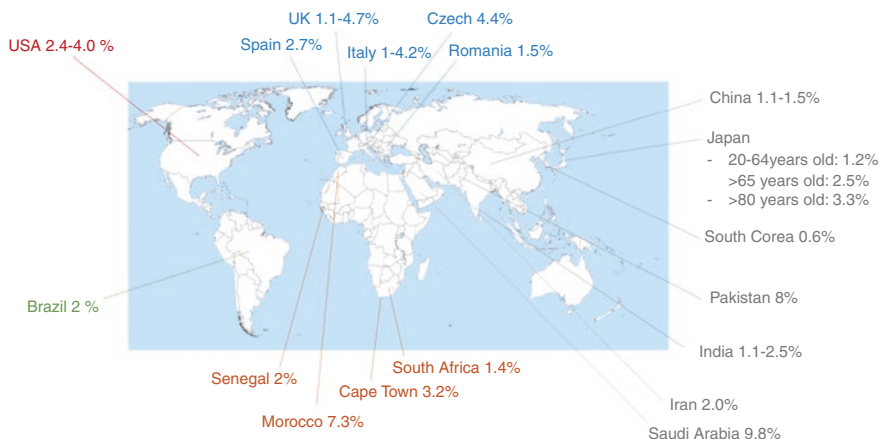 UK 1.1-4.7%
Czech 4.4%
USA 2.4-4.0 %
Spain 2.7%
Italy 1-4.2%
Romania 1.5%
China 1.1-1.5%
Japan
- 20-64years old: 1.2%
>65 years old: 2.5%
- >80 years old: 3.3%
South Corea 0.6%
Pakistan 8%
Brazil 2 %
India 1.1-2.5%
South Africa 1.4%
Senegal 2%
Cape Town 3.2%
Iran 2.0%
Morocco 7.3%
Saudi Arabia 9.8%